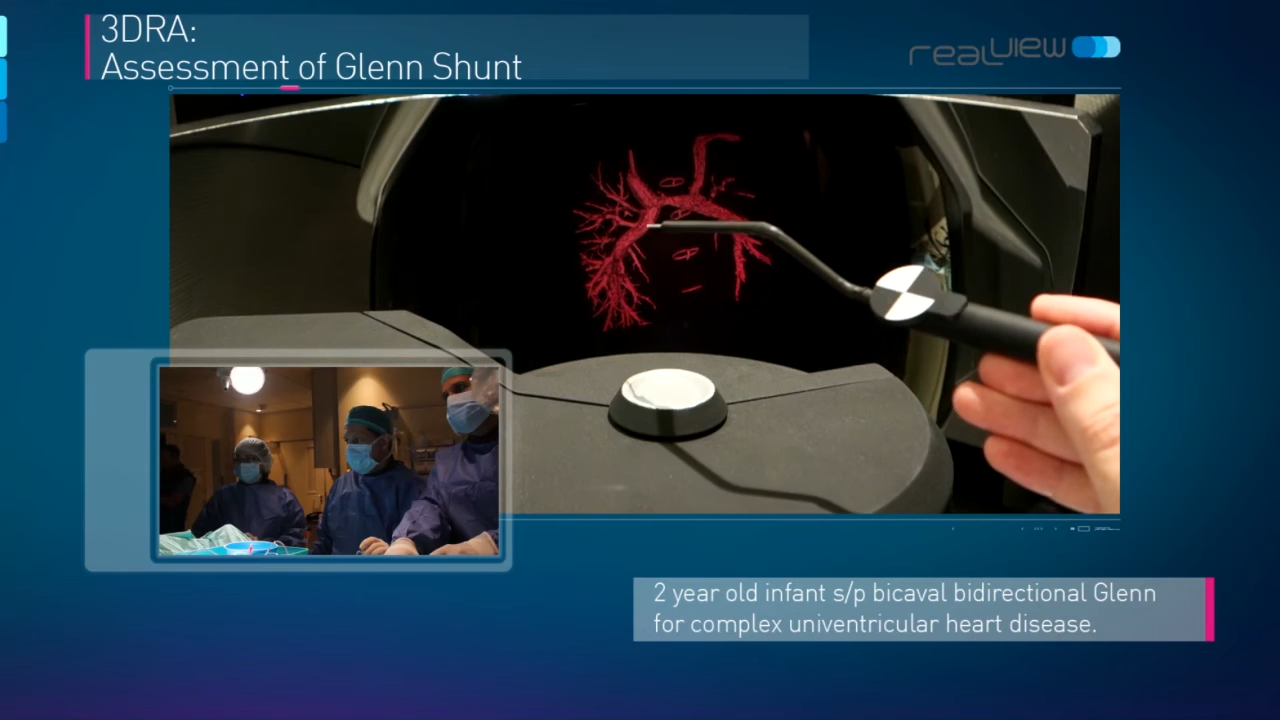 3DRA:
Assessment of Glenn Shunt
realview
2 year old infant s/p bicaval bidirectional Glenn
for complex univentricular heart disease.